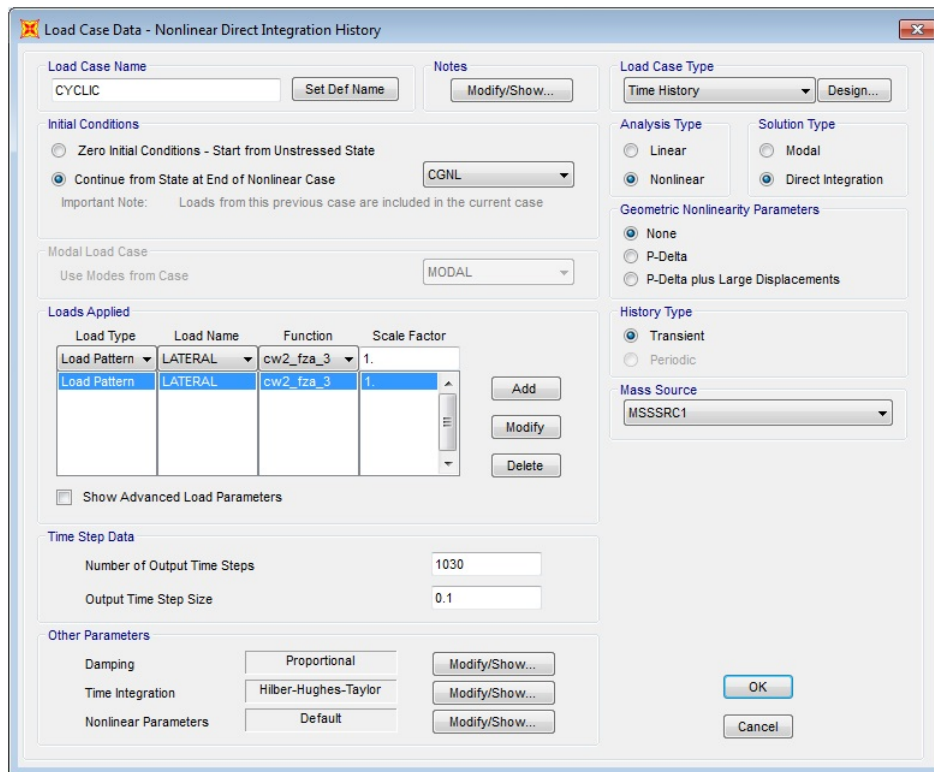 Load Case Data - Nonlinear Direct Integration History
Load Case Name
CYCLIC
Set Def Name
Notes
Modify/Show...
Load Case Type
Time History
Design...
Initial Conditions
Zero Initial Conditions - Start from Unstressed State
Continue from State at End of Nonlinear Case
CGNL
Important Note: Loads from this previous case are included in the current case
Analysis Type
Linear
Nonlinear
Solution Type
Modal
Direct Integration
Geometric Nonlinearity Parameters
None
P-Delta
P-Delta plus Large Displacements
Modal Load Case
Use Modes from Case
MODAL
History Type
Transient
Periodic
Loads Applied
Load Type Load Name Function Scale Factor
Load Pattern LATERAL cw2_fza_3 1.
Load Pattern LATERAL cw2_fza_3 1.
Add
Modify
Delete
Show Advanced Load Parameters
Mass Source
MSSSRC1
Time Step Data
Number of Output Time Steps 1030
Output Time Step Size 0.1
Other Parameters
Damping Proportional Modify/Show...
Time Integration Hilber-Hughes-Taylor Modify/Show...
Nonlinear Parameters Default Modify/Show...
OK
Cancel